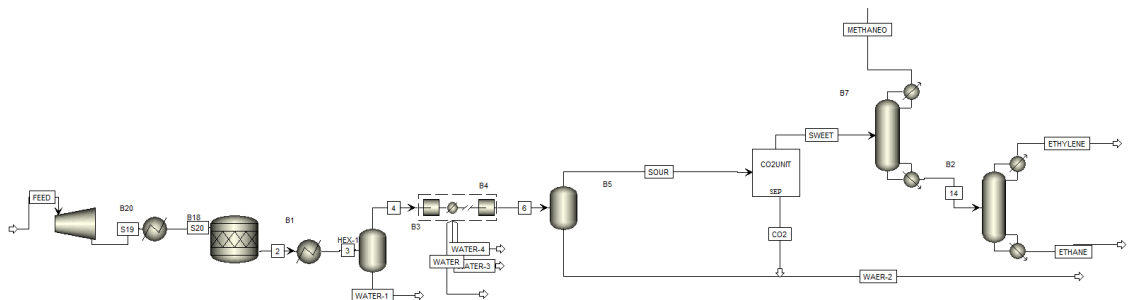 METHANEO
B7
SWEET
ETHYLENE
CO2UNIT
SEP
B2
14
SOUR
B5
FEED
B20
S19
B18
S20
B1
2
HEX-1
3
4
B4
B3
6
WATER-4
WATER
WATER-3
WATER-1
CO2
WAER-2
ETHANE